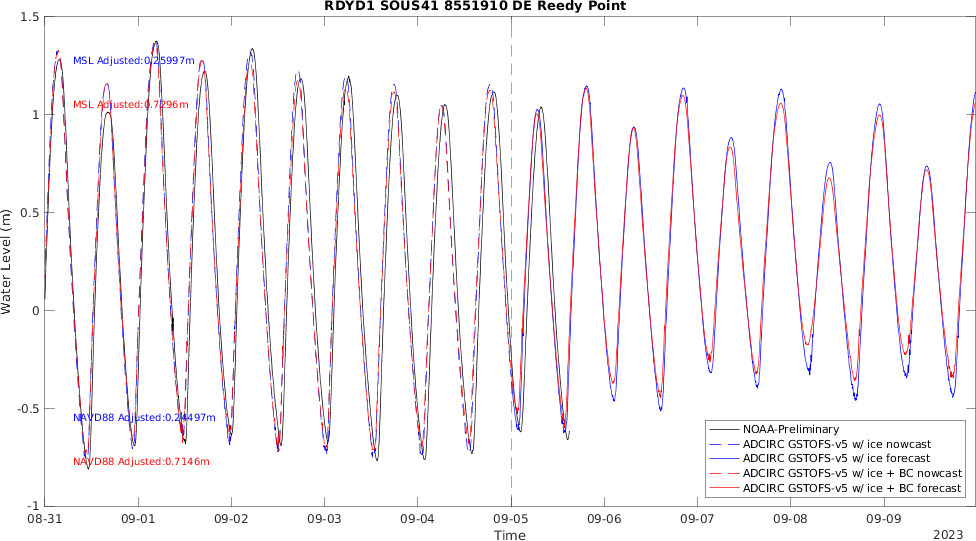 RDYD1 SOUS41 8551910 DE Reedy Point
1.5
MSL Adjusted:0.25997m
MSL Adjusted:0.7296m
1
0.5
Water Level (m)
0
-0.5
NAVD88 Adjusted:0.24497m
NAVD88 Adjusted:0.7146m
NOAA-Preliminary
ADCIRC GSTOFS-v5 w/ ice nowcast
ADCIRC GSTOFS-v5 w/ ice forecast
ADCIRC GSTOFS-v5 w/ ice + BC nowcast
ADCIRC GSTOFS-v5 w/ ice + BC forecast
-1
08-31 09-01 09-02 09-03 09-04 09-05 09-06 09-07 09-08 09-09
Time
2023